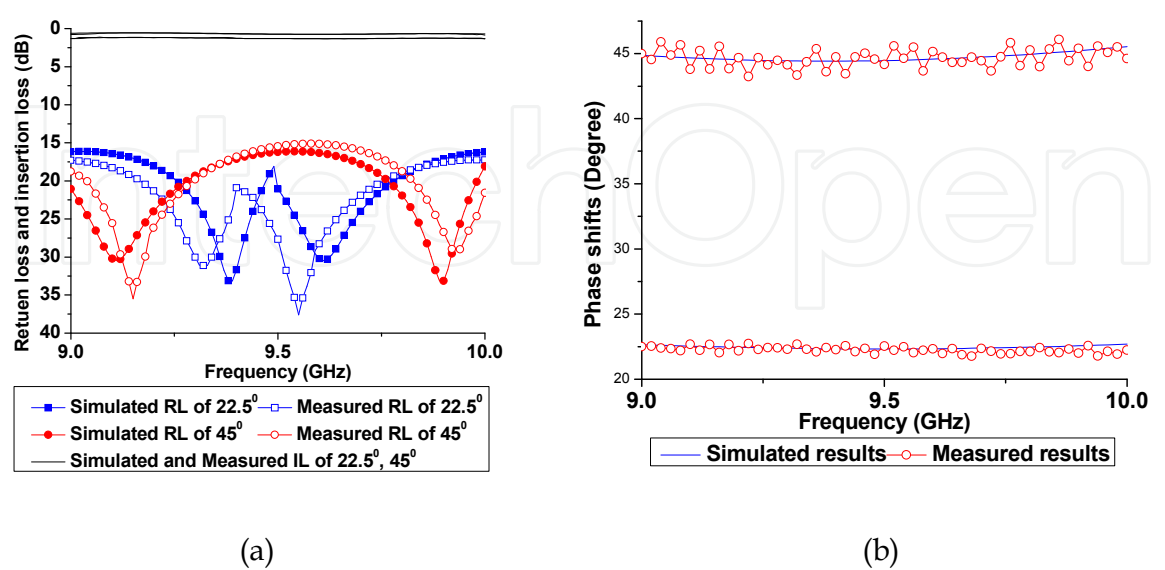 0
5
10
15
20
25
30
35
40
Retuen loss and insertion loss (dB)
9.0 9.5 10.0
Frequency (GHz)
Simulated RL of 22.5⁰ Measured RL of 22.5⁰
Simulated RL of 45⁰ Measured RL of 45⁰
Simulated and Measured IL of 22.5⁰, 45⁰
(a)
45
40
35
30
25
20
Phase shifts (Degree)
9.0 9.5 10.0
Frequency (GHz)
Simulated results Measured results
(b)
IntechOpen